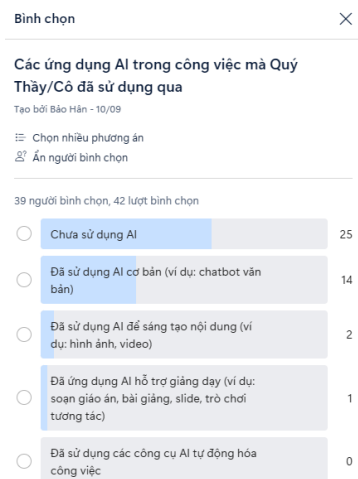 Bình chọn
Các ứng dụng AI trong công việc mà Quý
Thầy/Cô đã sử dụng qua
Tạo bởi Bảo Hân - 10/09
Chọn nhiều phương án
Ẩn người bình chọn
39 người bình chọn, 42 lượt bình chọn
Chưa sử dụng AI 25
Đã sử dụng AI cơ bản (ví dụ: chatbot văn
bản) 14
Đã sử dụng AI để sáng tạo nội dung (ví
dụ: hình ảnh, video) 2
Đã ứng dụng AI hỗ trợ giảng dạy (ví dụ:
soạn giáo án, bài giảng, slide, trò chơi 1
tương tác)
Đã sử dụng các công cụ AI tự động hóa
công việc 0